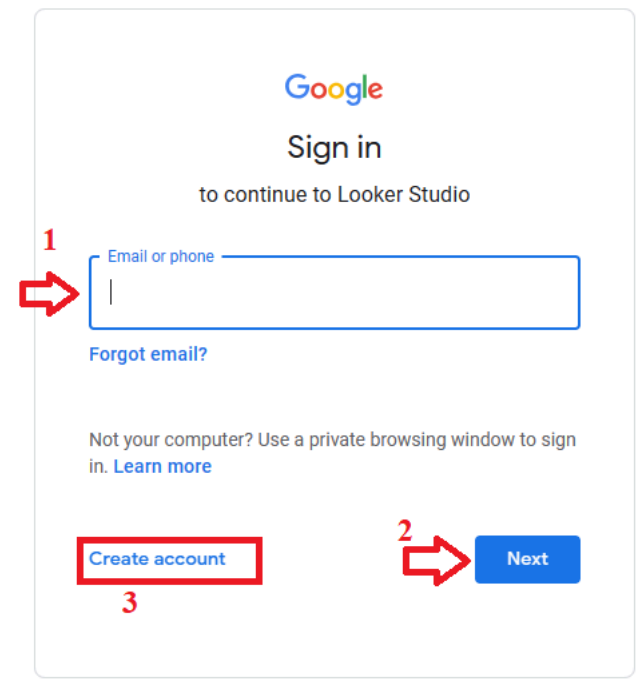 Google
Sign in
to continue to Looker Studio
1
Email or phone
Forgot email?
Not your computer? Use a private browsing window to sign
in. Learn more
2
Create account
Next
3